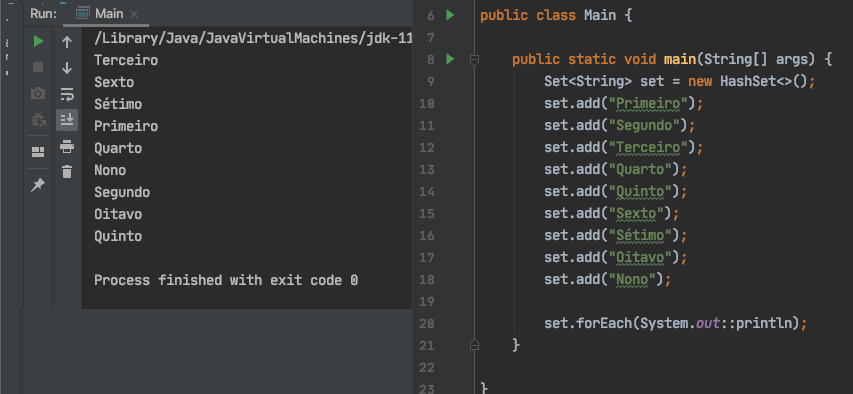 Run: Main ×
/Library/Java/JavaVirtualMachines/jdk-11
Terceiro
Sexto
Sétimo
Primeiro
Quarto
Nono
Segundo
Oitavo
Quinto
Process finished with exit code 0
6 public class Main {
7
8 public static void main(String[] args) {
9 Set<String> set = new HashSet<>();
10 set.add("Primeiro");
11 set.add("Segundo");
12 set.add("Terceiro");
13 set.add("Quarto");
14 set.add("Quinto");
15 set.add("Sexto");
16 set.add("Sétimo");
17 set.add("Oitavo");
18 set.add("Nono");
19
20 set.forEach(System.out::println);
21 }
22
23 }